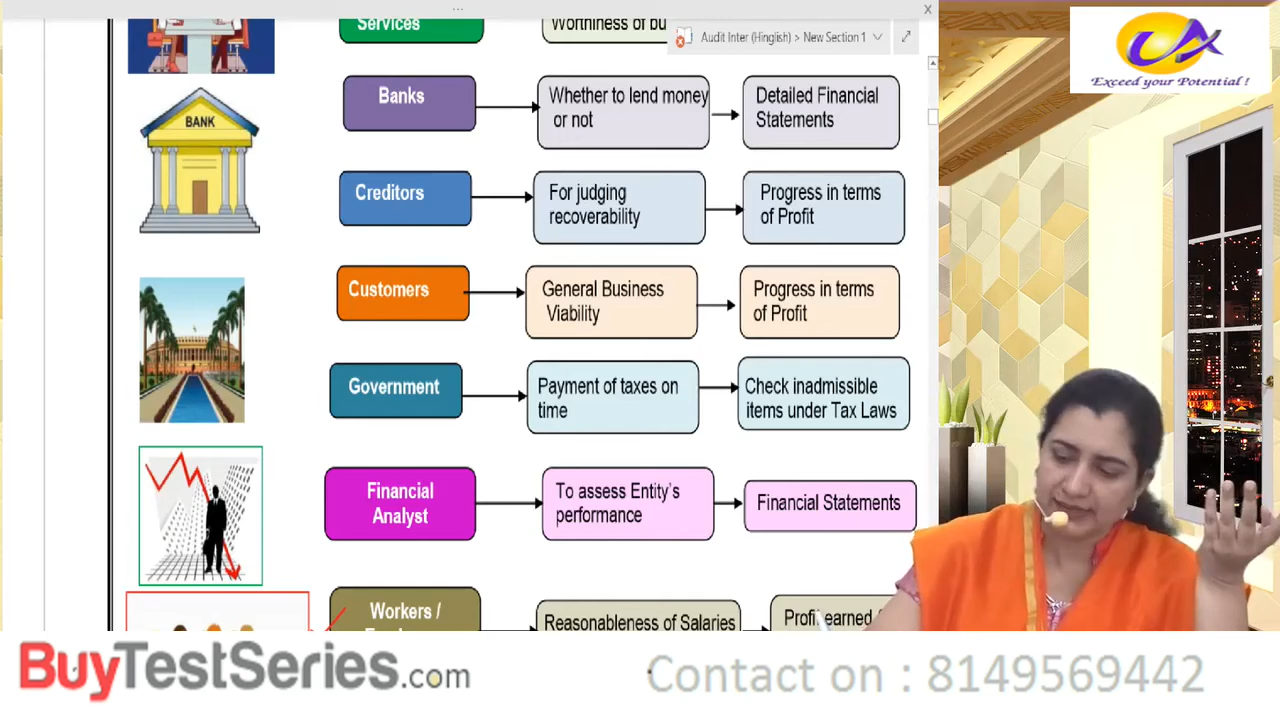 ...
Services
Worthiness of bu
Audit Inter (Hinglish) > New Section 1
Exceed your Potential !
BANK
Banks
Whether to lend money
or not
Detailed Financial
Statements
Creditors
For judging
recoverability
Progress in terms
of Profit
Customers
General Business
Viability
Progress in terms
of Profit
Government
Payment of taxes on
time
Check inadmissible
items under Tax Laws
Financial
Analyst
To assess Entity's
performance
Financial Statements
Workers /
Reasonableness of Salaries
Profit earned
BuyTestSeries.com
Contact on : 8149569442